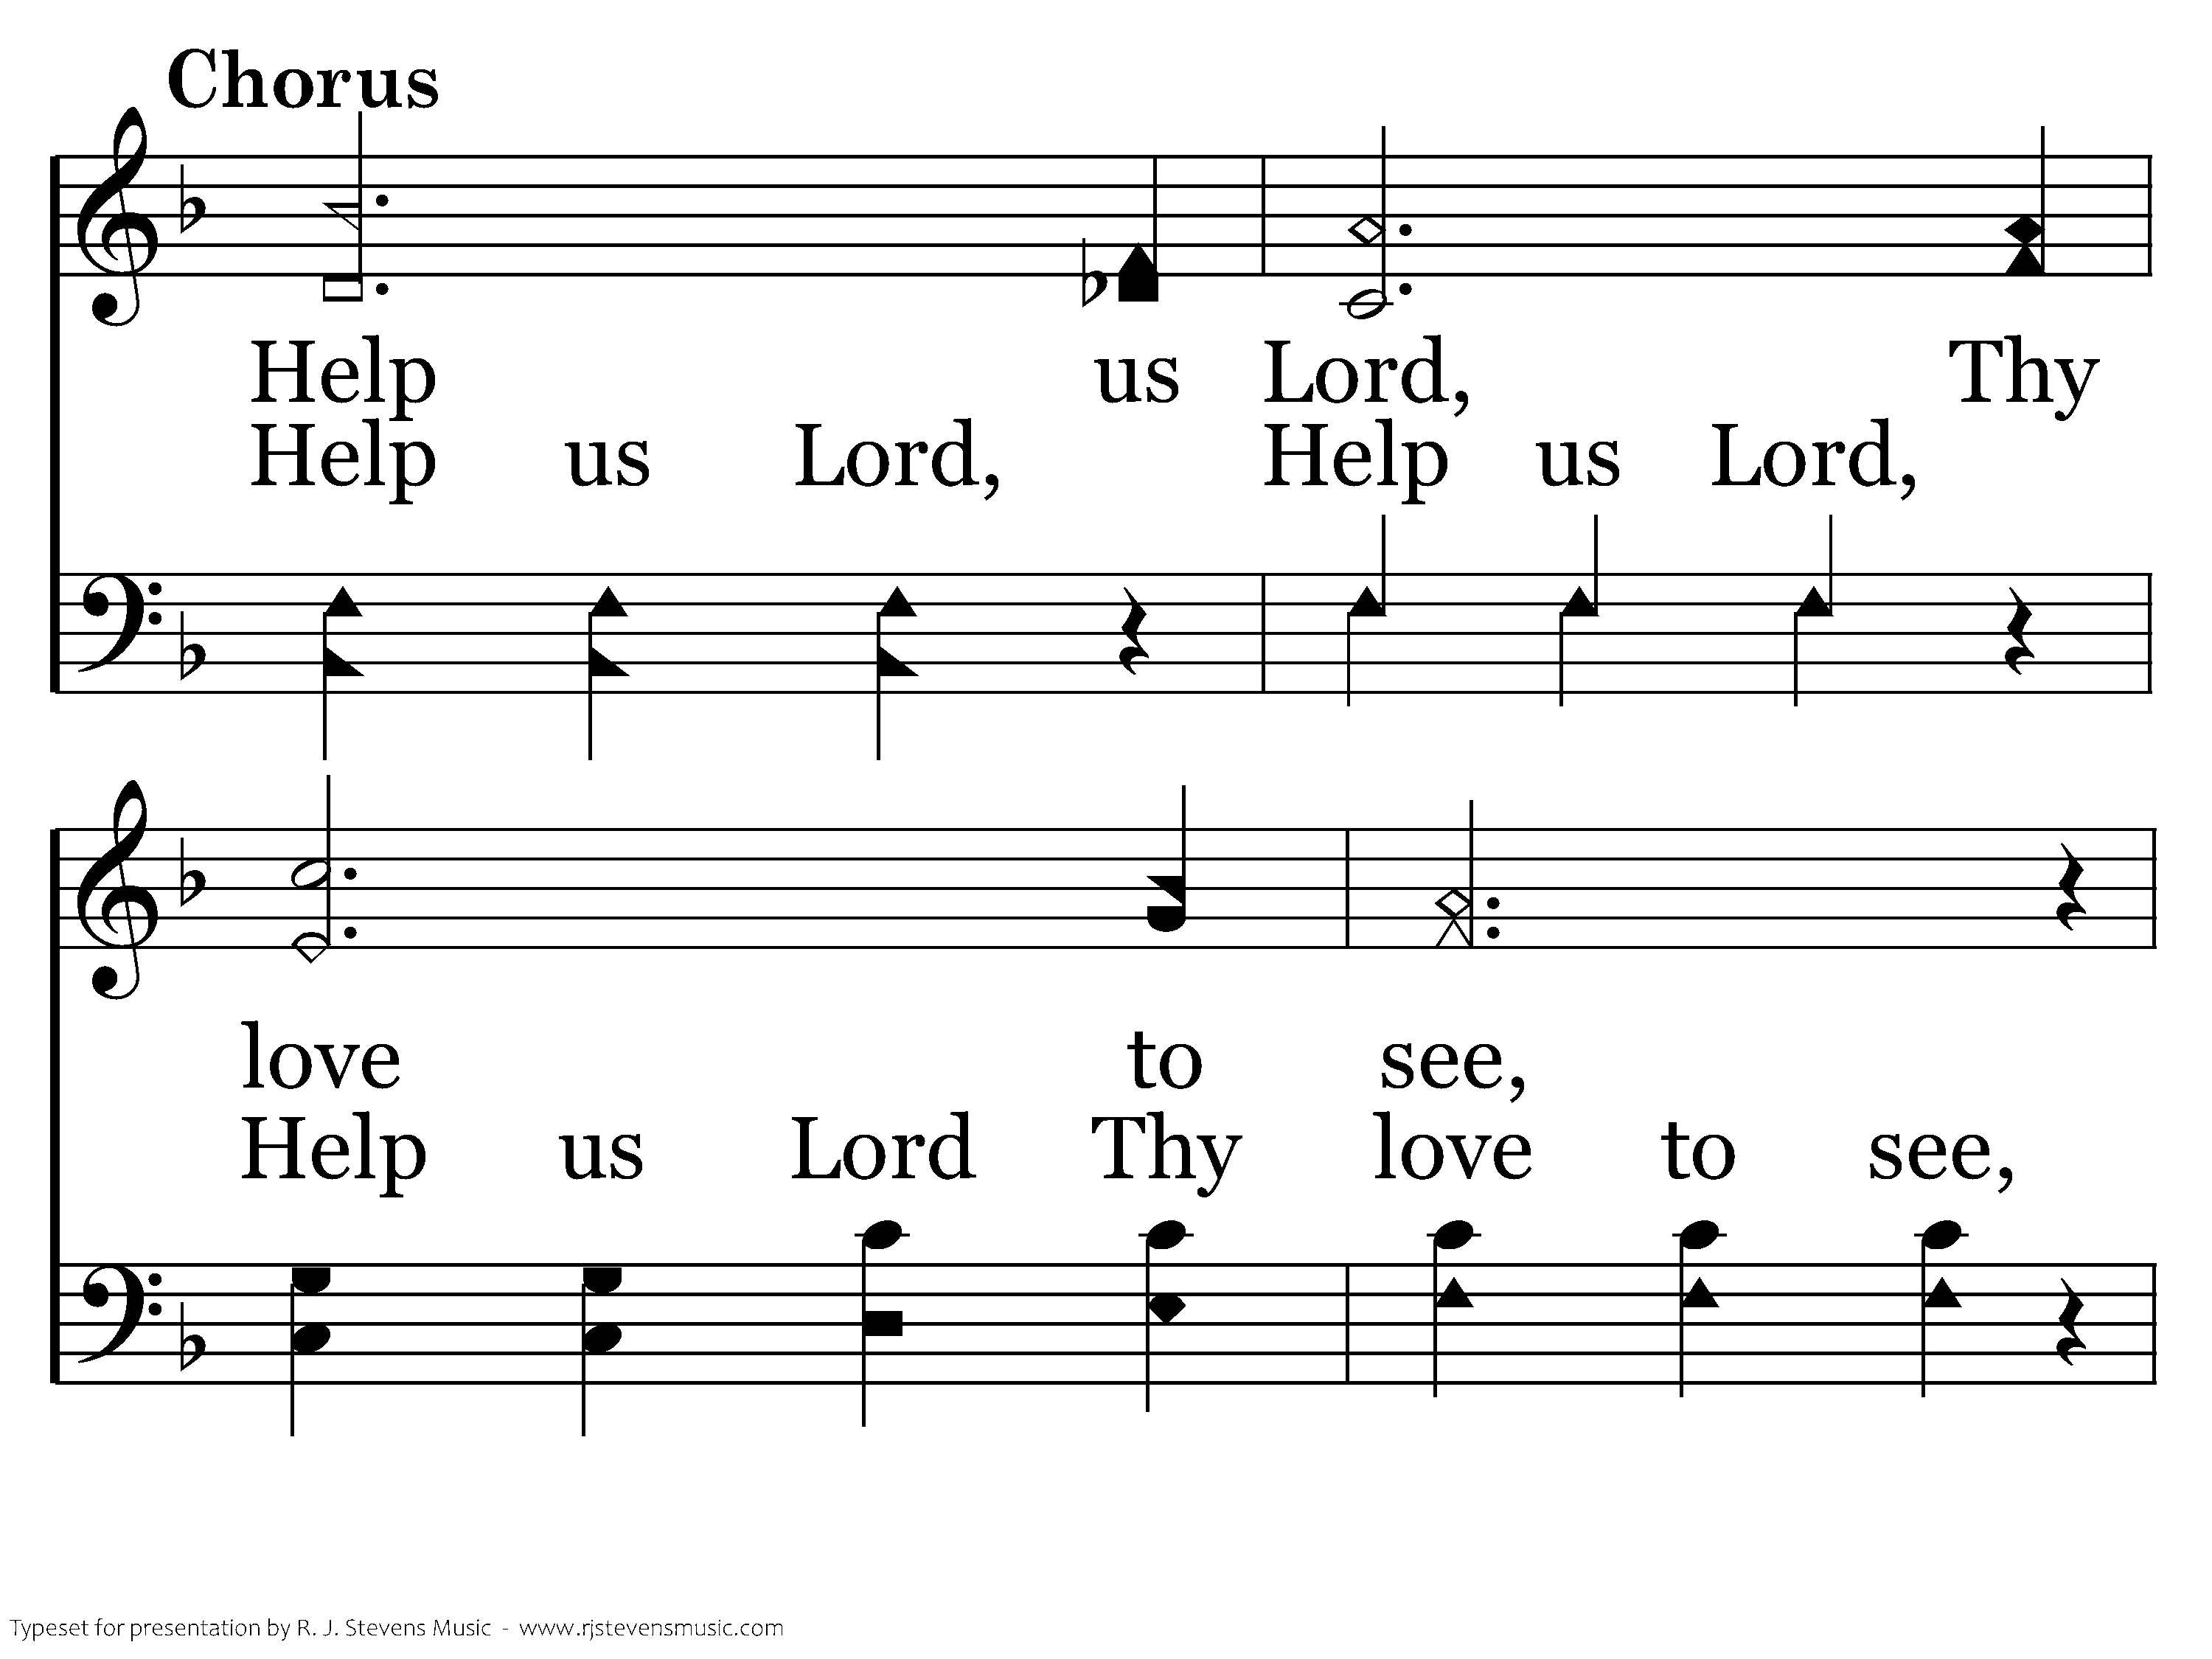 Chorus
Help us Lord, Thy
Help us Lord, Help us Lord,
love to see,
Help us Lord Thy love to see,
Typeset for presentation by R. J. Stevens Music - www.rjstevensmusic.com